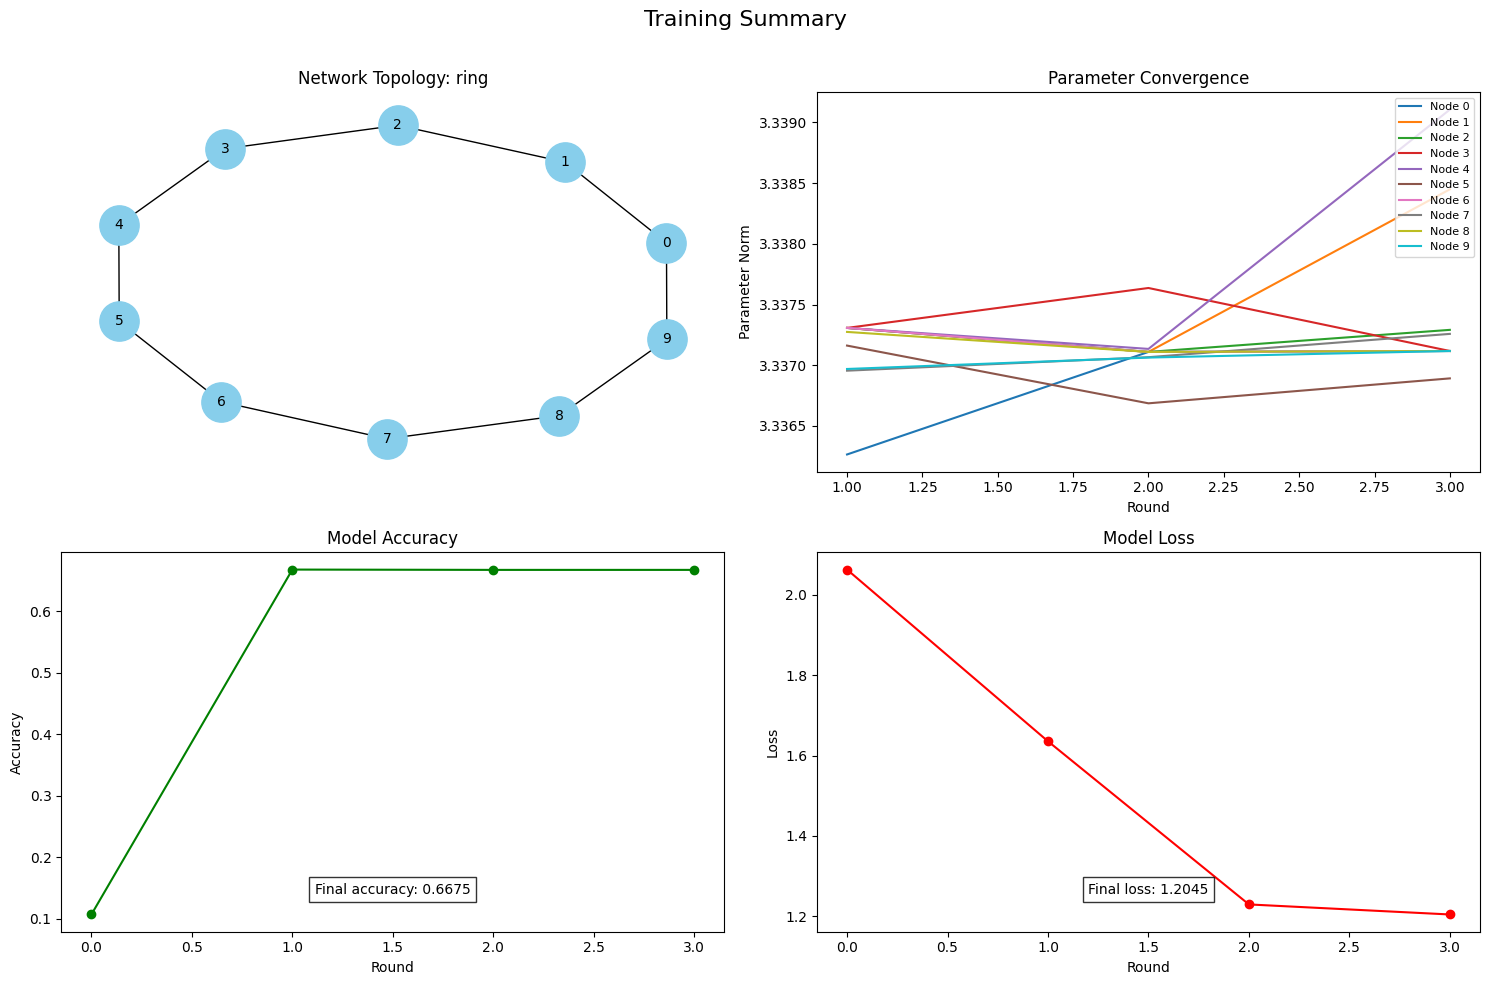 Training Summary
Network Topology: ring
2
3
1
4
0
5
9
6
8
7
Parameter Convergence
Parameter Norm
3.3390
3.3385
3.3380
3.3375
3.3370
3.3365
Node 0
Node 1
Node 2
Node 3
Node 4
Node 5
Node 6
Node 7
Node 8
Node 9
1.00 1.25 1.50 1.75 2.00 2.25 2.50 2.75 3.00
Round
Model Accuracy
Accuracy
0.6
0.5
0.4
0.3
0.2
0.1
Final accuracy: 0.6675
0.0 0.5 1.0 1.5 2.0 2.5 3.0
Round
Model Loss
Loss
2.0
1.8
1.6
1.4
1.2
Final loss: 1.2045
0.0 0.5 1.0 1.5 2.0 2.5 3.0
Round